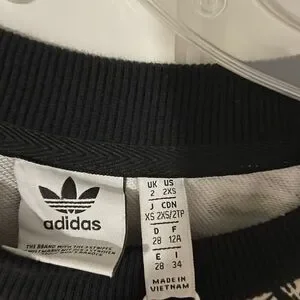 adidas
THE BRAND WITH THE 3 STRIPES
UK US
2 2XS
J CDN
XS 2XS/2TP
D F
28 12A
E I
28 34
MADE IN
VIETNAM